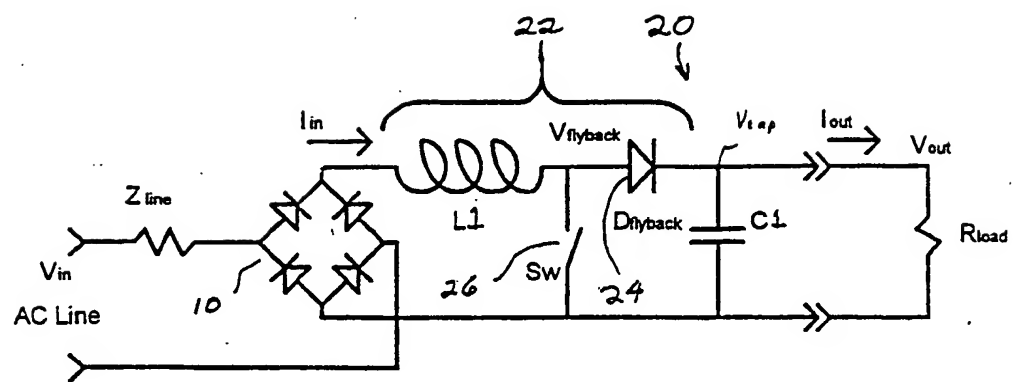 22
20
Iin
Vflyback
Vcap
Iout
Vout
Zline
L1
Dflyback
C1
Rload
Vin
26
Sw
24
10
AC Line